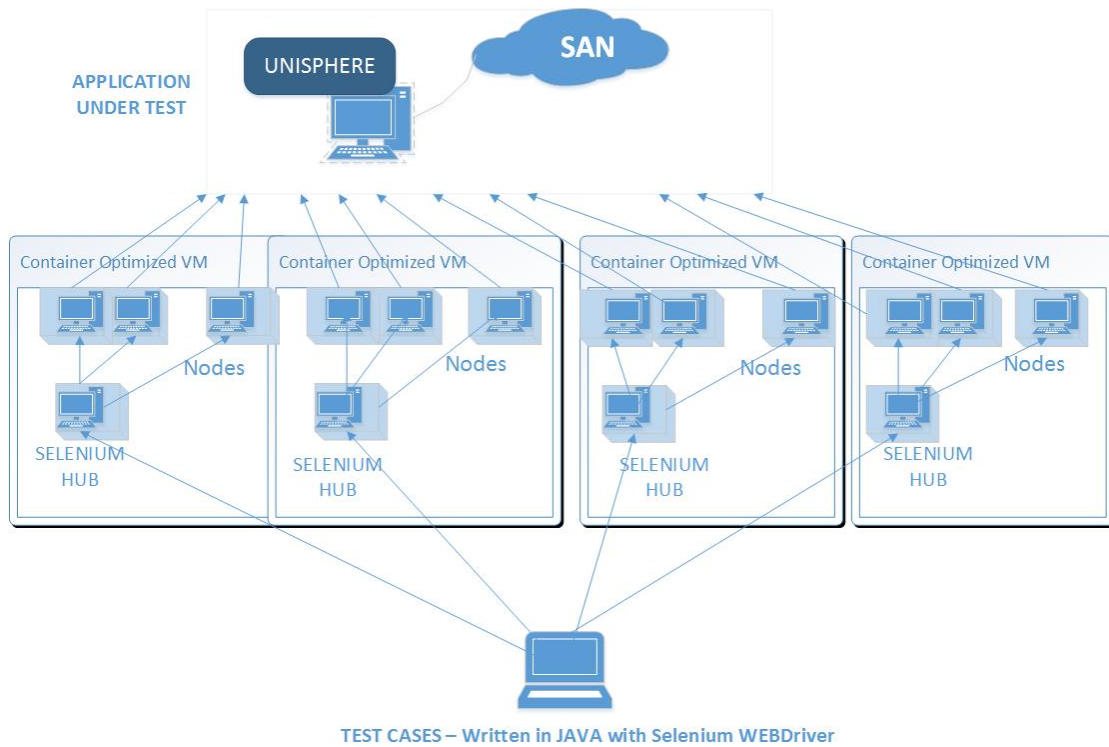 SAN
UNISPHERE
APPLICATION
UNDER TEST
Container Optimized VM
Container Optimized VM
Container Optimized VM
Container Optimized VM
Nodes
Nodes
Nodes
Nodes
SELENIUM
HUB
SELENIUM
HUB
SELENIUM
HUB
SELENIUM
HUB
TEST CASES – Written in JAVA with Selenium WEBDriver